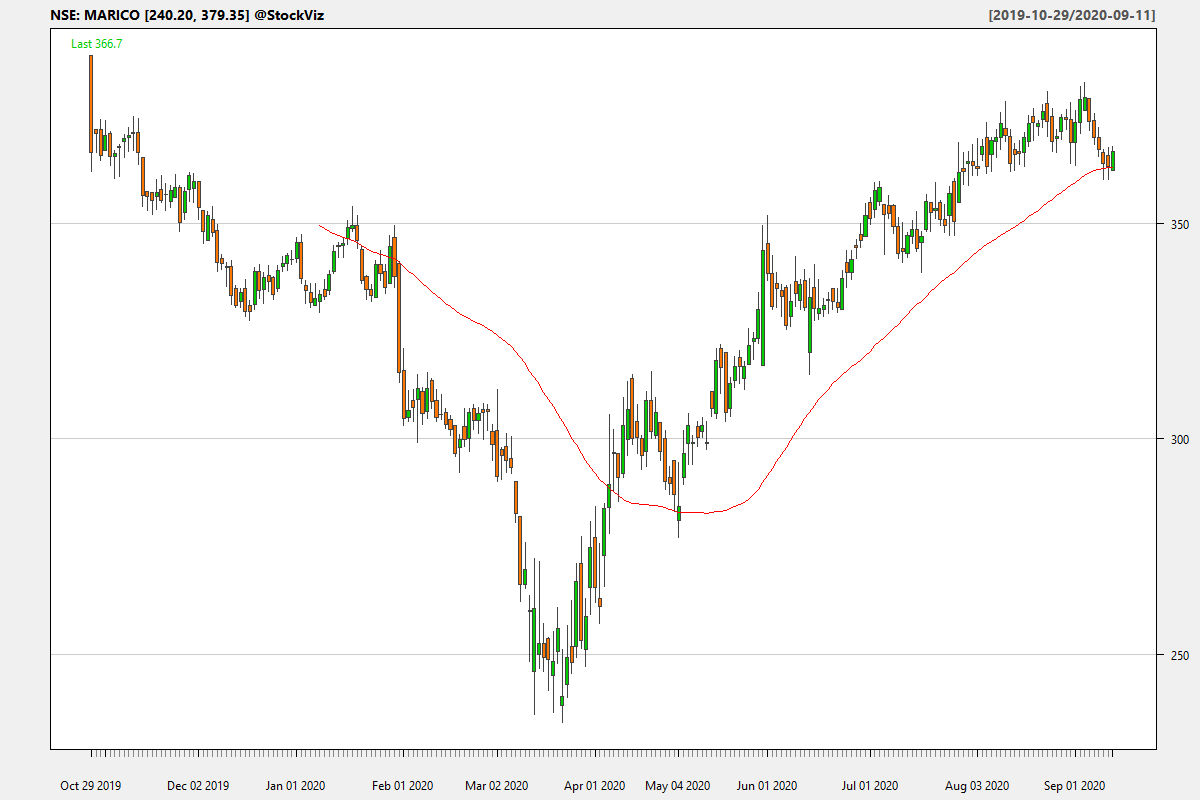 NSE: MARICO [240.20, 379.35] @StockViz [2019-10-29/2020-09-11]
Last 366.7
350
300
250
Oct 29 2019 Dec 02 2019 Jan 01 2020 Feb 01 2020 Mar 02 2020 Apr 01 2020 May 04 2020 Jun 01 2020 Jul 01 2020 Aug 03 2020 Sep 01 2020